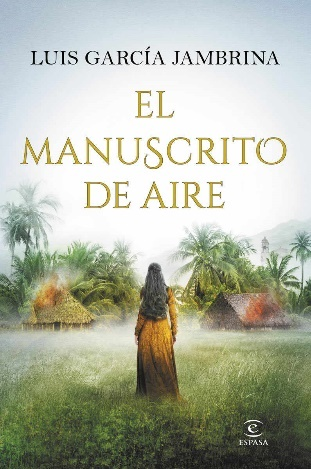 LUIS GARCÍA JAMBRINA
EL
MANUSCRITO
DE AIRE
e
ESPASA